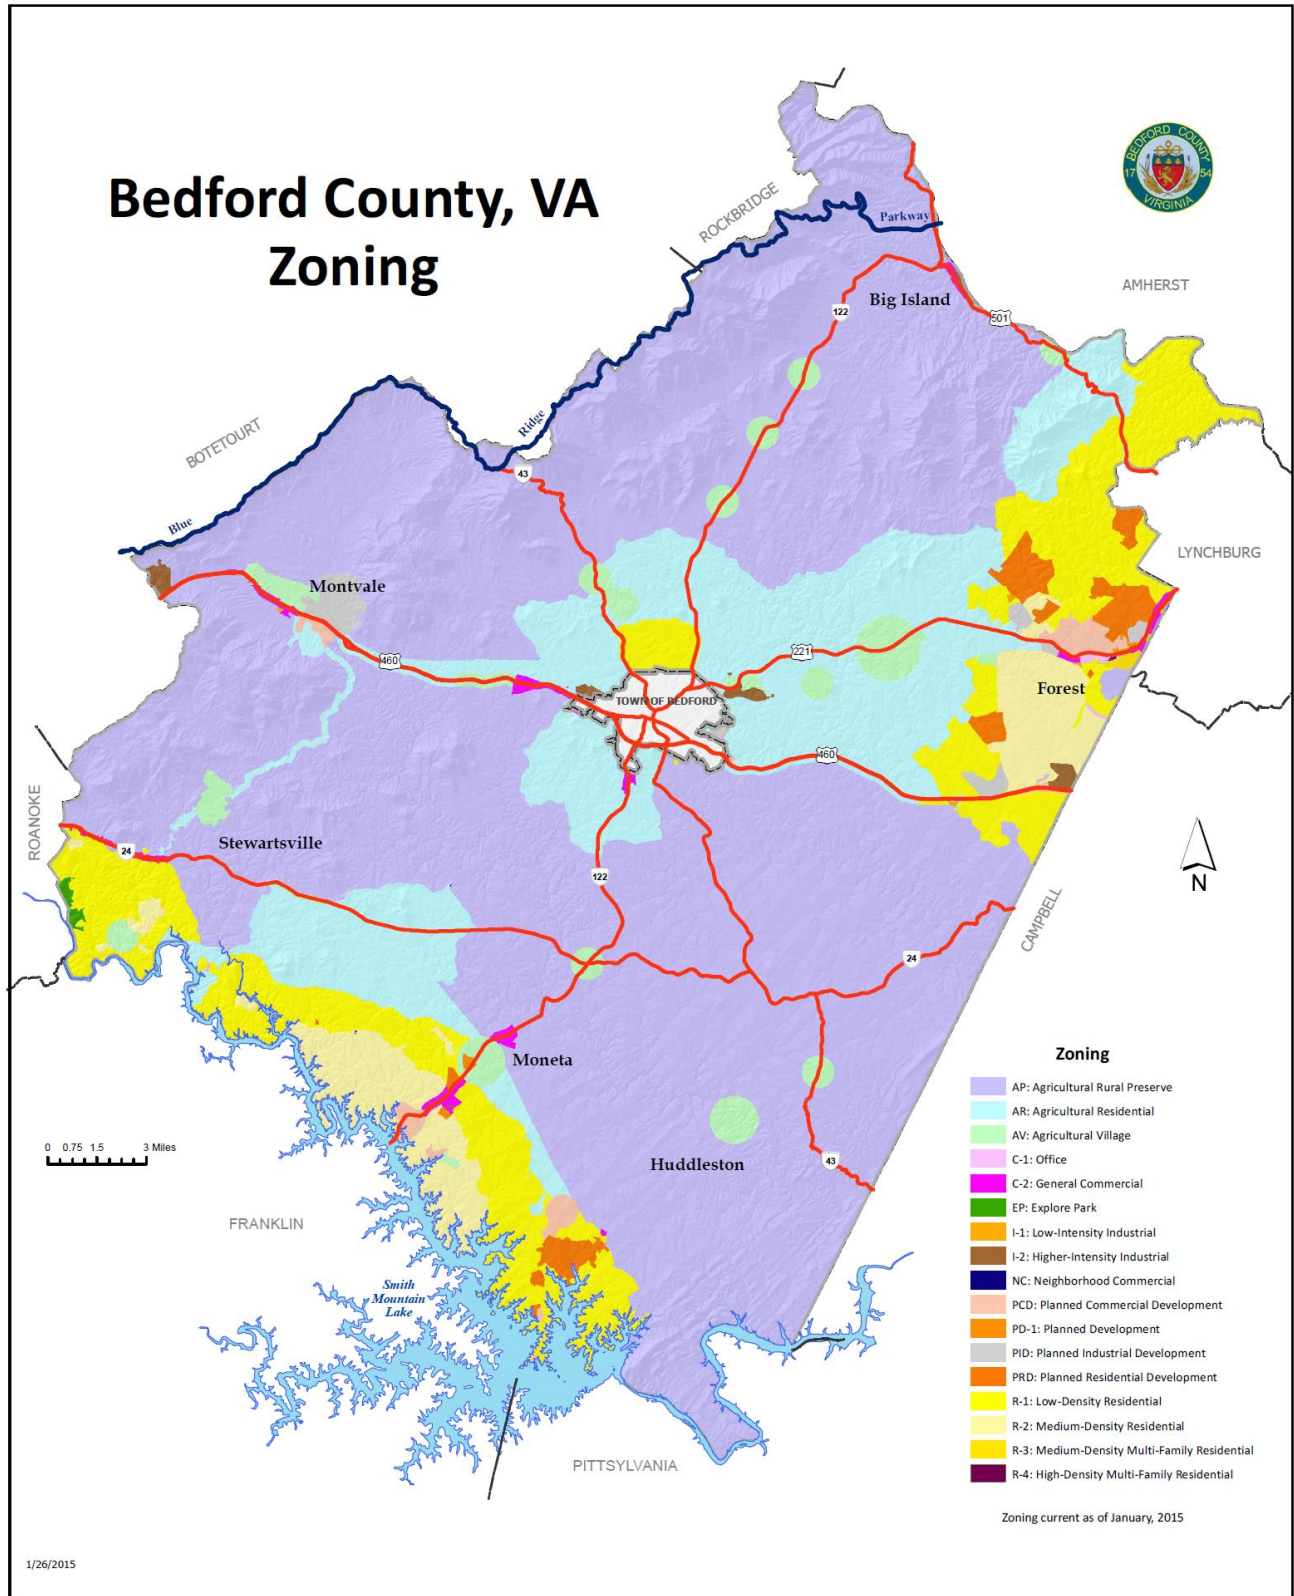 Bedford County, VA
Zoning
BEDFORD COUNTY
17 54
VIRGINIA
ROCKBRIDGE
Parkway
AMHERST
Big Island
122
501
BOTETOURT
Ridge
43
Blue
LYNCHBURG
Montvale
460
221
TOWN OF BEDFORD
Forest
460
ROANOKE
24
Stewartsville
122
N
CAMPBELL
24
Moneta
Zoning
AP: Agricultural Rural Preserve
AR: Agricultural Residential
AV: Agricultural Village
C-1: Office
C-2: General Commercial
EP: Explore Park
I-1: Low-Intensity Industrial
I-2: Higher-Intensity Industrial
NC: Neighborhood Commercial
PCD: Planned Commercial Development
PD-1: Planned Development
PID: Planned Industrial Development
PRD: Planned Residential Development
R-1: Low-Density Residential
R-2: Medium-Density Residential
R-3: Medium-Density Multi-Family Residential
R-4: High-Density Multi-Family Residential
0 0.75 1.5 3 Miles
Huddleston
43
FRANKLIN
Smith
Mountain
Lake
PITTSYLVANIA
Zoning current as of January, 2015
1/26/2015